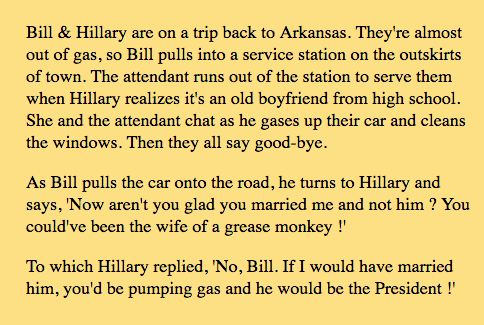 Bill & Hillary are on a trip back to Arkansas. They're almost
out of gas, so Bill pulls into a service station on the outskirts
of town. The attendant runs out of the station to serve them
when Hillary realizes it's an old boyfriend from high school.
She and the attendant chat as he gases up their car and cleans
the windows. Then they all say good-bye.
As Bill pulls the car onto the road, he turns to Hillary and
says, 'Now aren't you glad you married me and not him ? You
could've been the wife of a grease monkey !'
To which Hillary replied, 'No, Bill. If I would have married
him, you'd be pumping gas and he would be the President !'